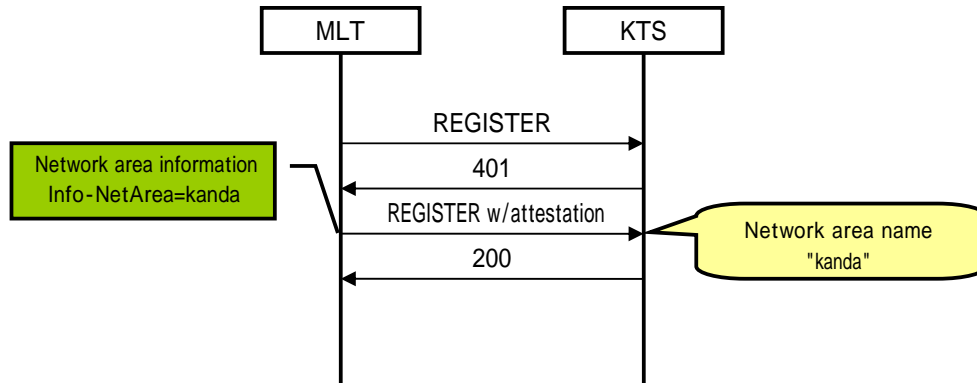 MLT
KTS
REGISTER
Network area information
Info-NetArea=kanda
401
REGISTER w/attestation
Network area name
"kanda"
200